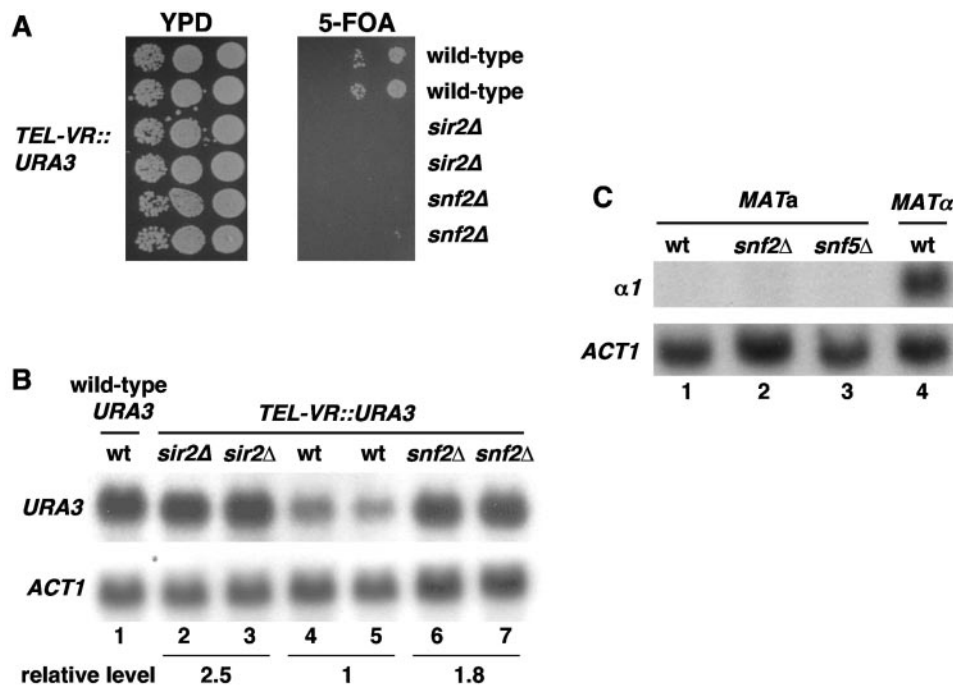 A
YPD 5-FOA
wild-type
wild-type
TEL-VR::
URA3
sir2Δ
sir2Δ
snf2Δ
snf2Δ
B
wild-type
URA3 TEL-VR::URA3
wt sir2Δ sir2Δ wt wt snf2Δ snf2Δ
URA3
ACT1
1 2 3 4 5 6 7
relative level 2.5 1 1.8
C
MATa MATα
wt snf2Δ snf5Δ wt
α1
ACT1
1 2 3 4